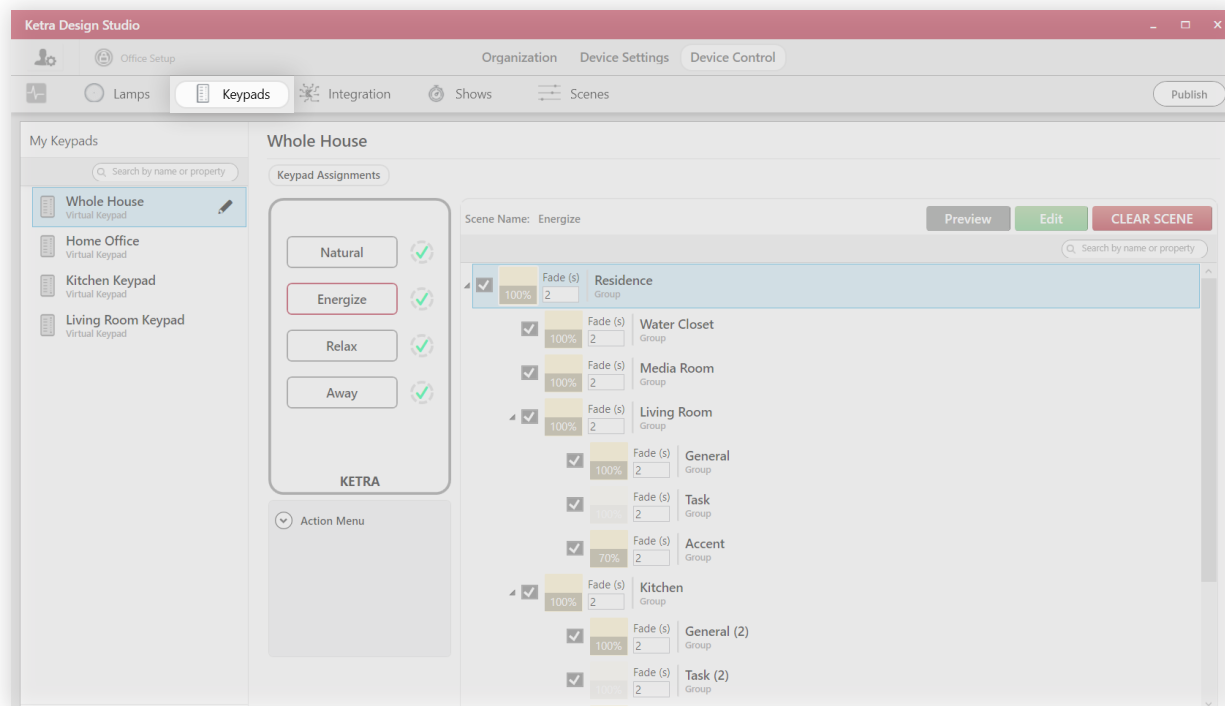 Ketra Design Studio
Office Setup
Organization Device Settings Device Control
Lamps Keypads Integration Shows Scenes Publish
My Keypads
Search by name or property
Whole House
Virtual Keypad
Home Office
Virtual Keypad
Kitchen Keypad
Virtual Keypad
Living Room Keypad
Virtual Keypad
Whole House
Keypad Assignments
Natural
Energize
Relax
Away
KETRA
Action Menu
Scene Name: Energize
Preview Edit CLEAR SCENE
Search by name or property
100% Fade (s) 2 Residence
Group
100% Fade (s) 2 Water Closet
Group
100% Fade (s) 2 Media Room
Group
100% Fade (s) 2 Living Room
Group
100% Fade (s) 2 General
Group
100% Fade (s) 2 Task
Group
70% Fade (s) 2 Accent
Group
100% Fade (s) 2 Kitchen
Group
100% Fade (s) 2 General (2)
Group
100% Fade (s) 2 Task (2)
Group